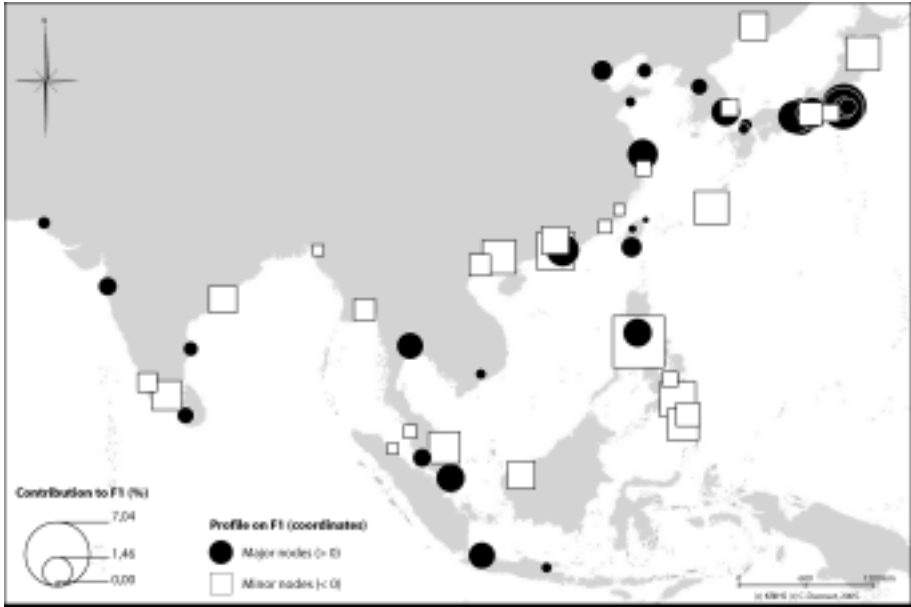 N
Contribution to F1 (%)
7,04
1,46
0,00
Profile on F1 (coordinates)
Major nodes (> 0)
Minor nodes (< 0)
0